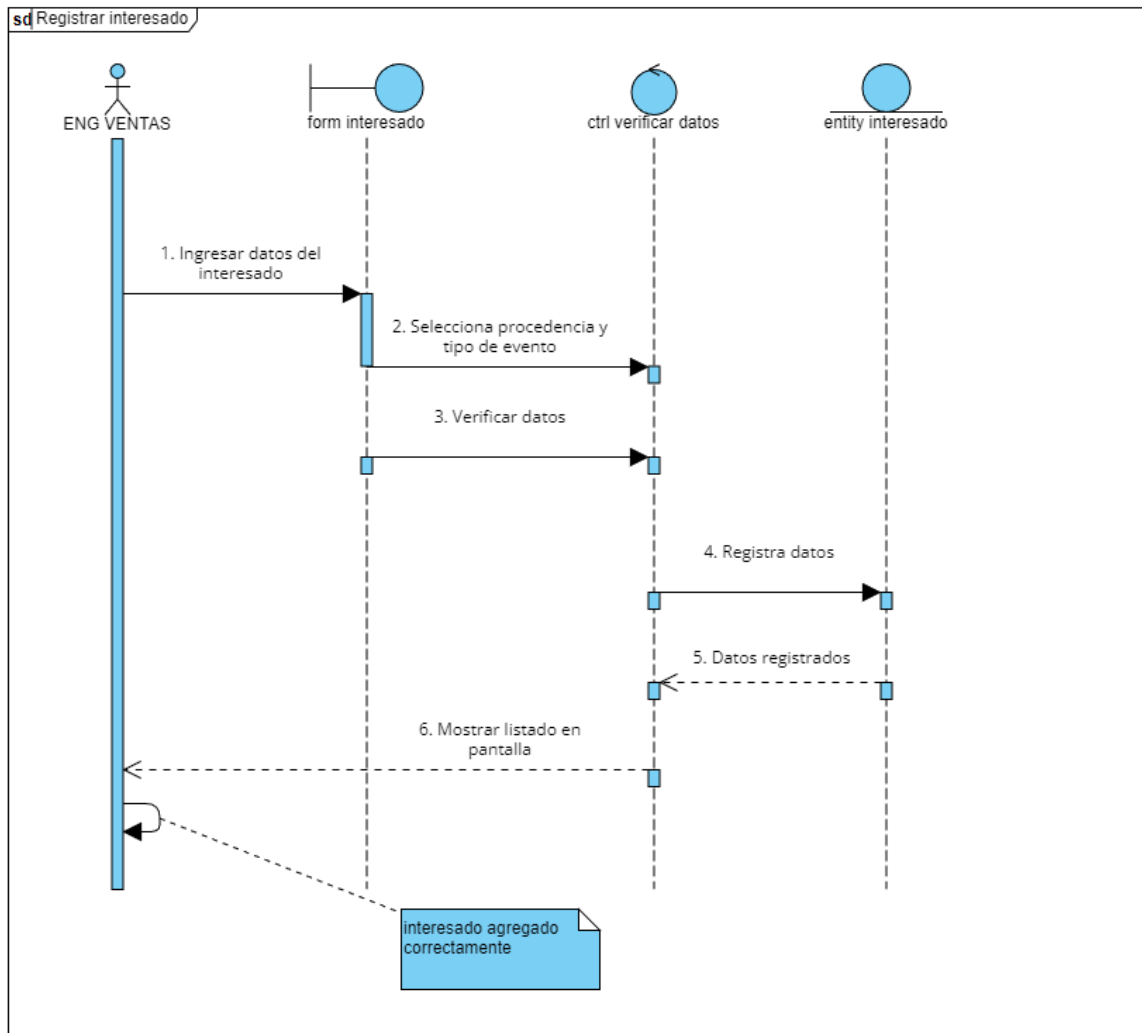 sd Registrar interesado
ENG VENTAS
form interesado
ctrl verificar datos
entity interesado
1. Ingresar datos del
interesado
2. Selecciona procedencia y
tipo de evento
3. Verificar datos
4. Registra datos
5. Datos registrados
6. Mostrar listado en
pantalla
interesado agregado
correctamente